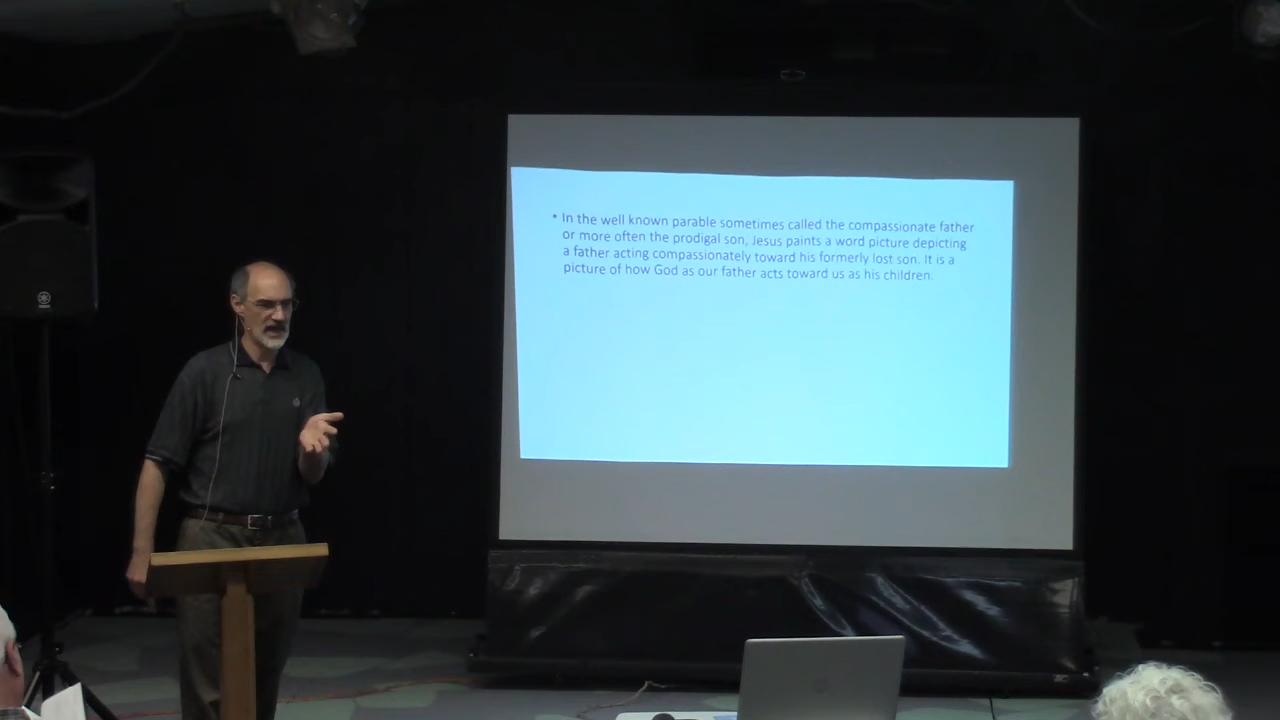 • In the well known parable sometimes called the compassionate father
or more often the prodigal son, Jesus paints a word picture depicting
a father acting compassionately toward his formerly lost son. It is a
picture of how God as our father acts toward us as his children.